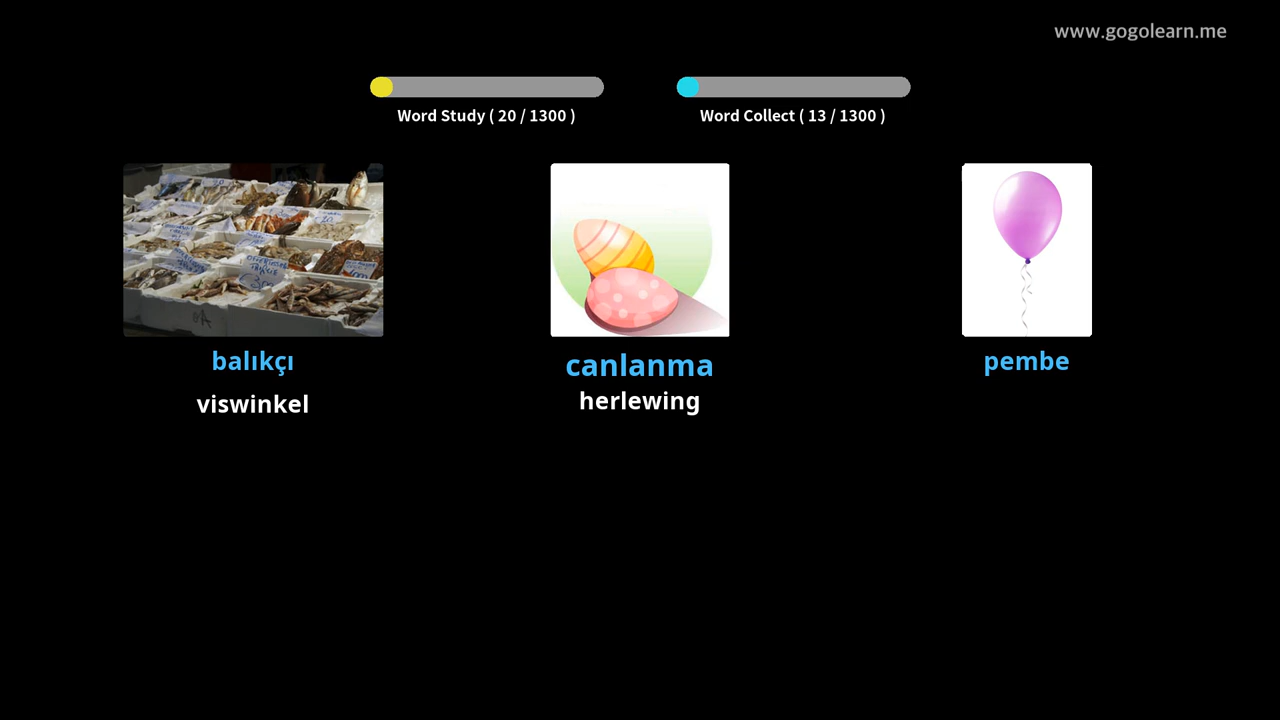 www.gogolearn.me
Word Study ( 20 / 1300 )
Word Collect ( 13 / 1300 )
balıkçı
canlanma
pembe
viswinkel
herlewing